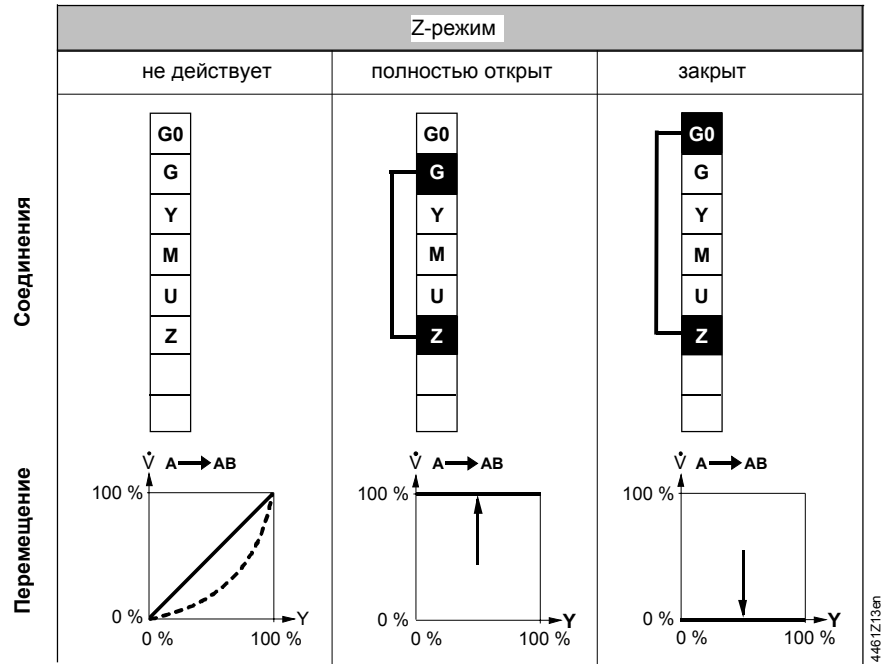 Z-режим
не действует
полностью открыт
закрыт
Соединения
G0
G
Y
M
U
Z
G0
G
Y
M
U
Z
G0
G
Y
M
U
Z
Перемещение
V̇ A→AB
100 %
0 %
0 %
100 %
Y
V̇ A→AB
100 %
0 %
0 %
100 %
Y
V̇ A→AB
100 %
0 %
0 %
100 %
Y
4461Z13en